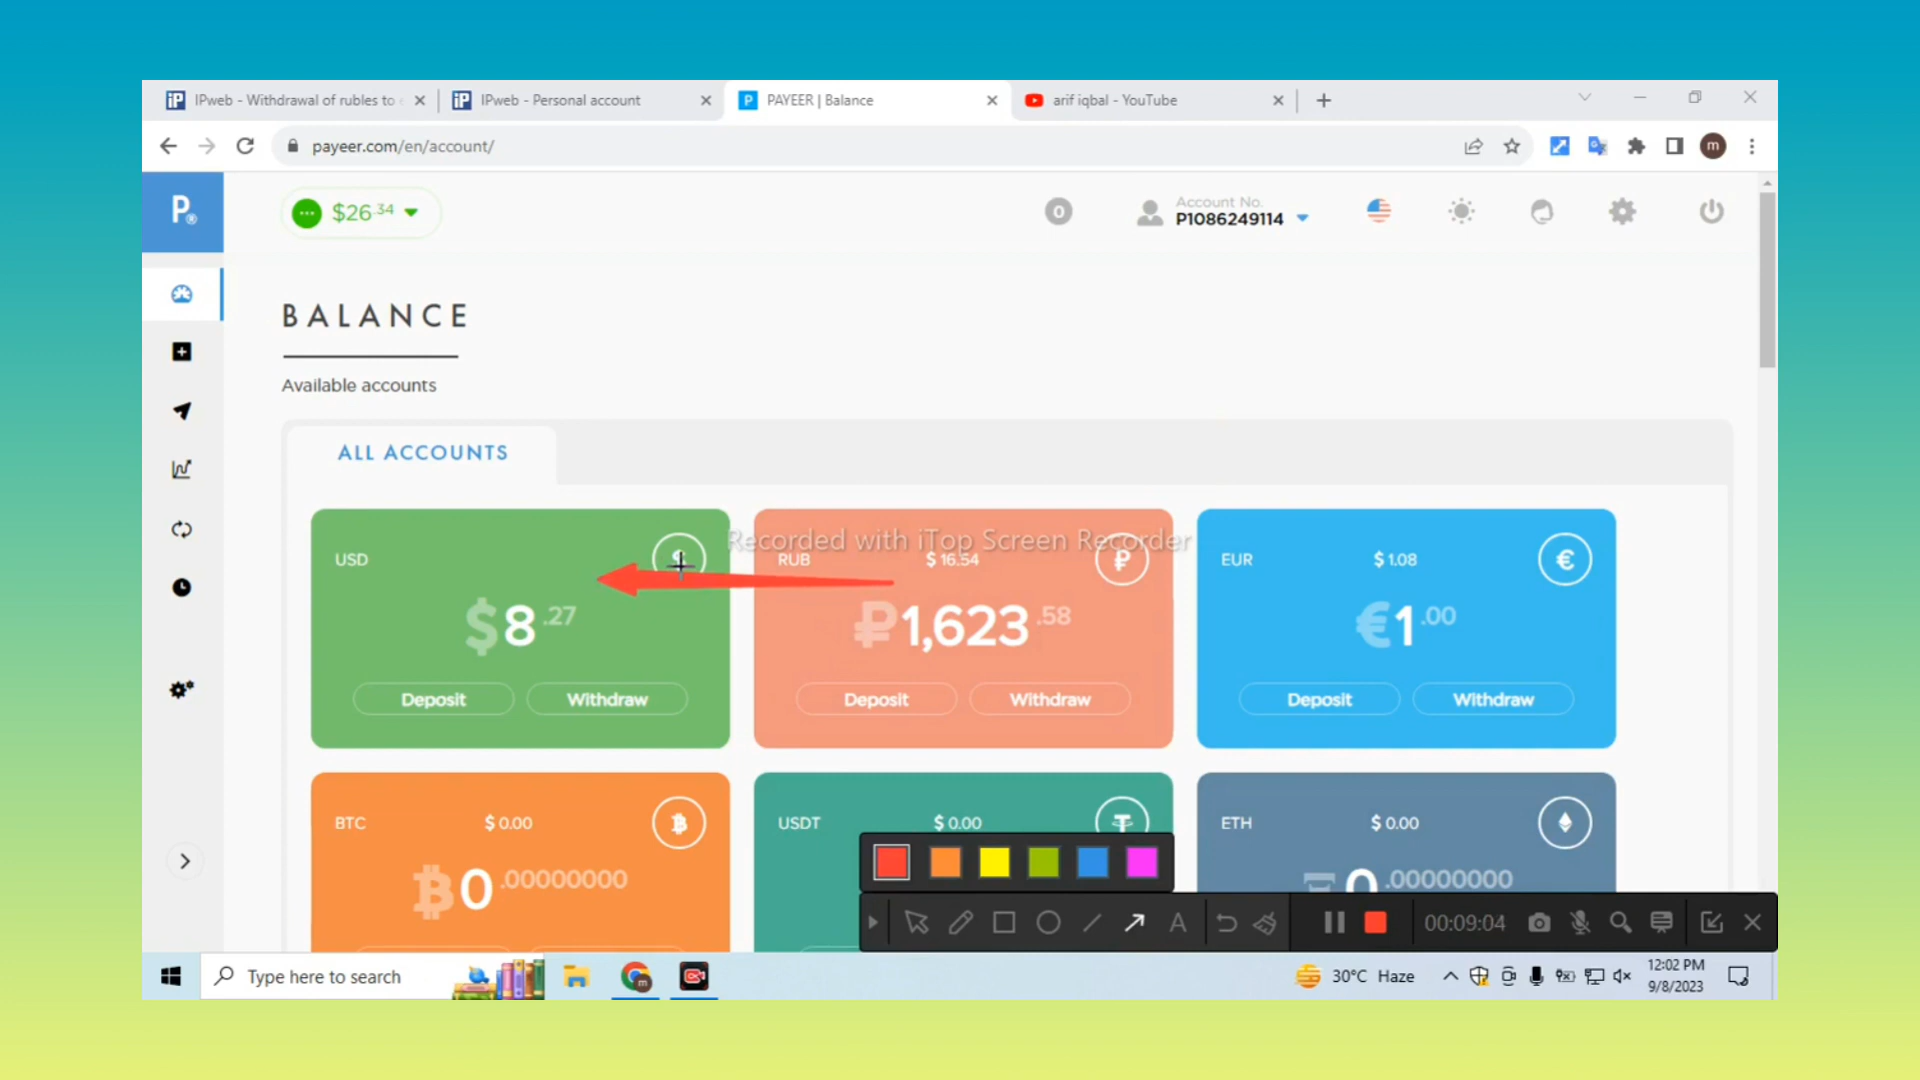 IPweb - Withdrawal of rubles to
IPweb - Personal account
PAYEER | Balance
arif iqbal - YouTube
payeer.com/en/account/
m
P
$26.34
0
Account No.
P1086249114
BALANCE
Available accounts
ALL ACCOUNTS
Recorded with iTop Screen Recorder
USD
$
$8.27
Deposit
Withdraw
RUB
$ 16.54
₽
₽1,623.58
Deposit
Withdraw
EUR
$ 1.08
€
€1.00
Deposit
Withdraw
BTC
$ 0.00
0.00000000
USDT
$ 0.00
ETH
$ 0.00
0.00000000
A
00:09:04
Type here to search
30°C Haze
12:02 PM
9/8/2023